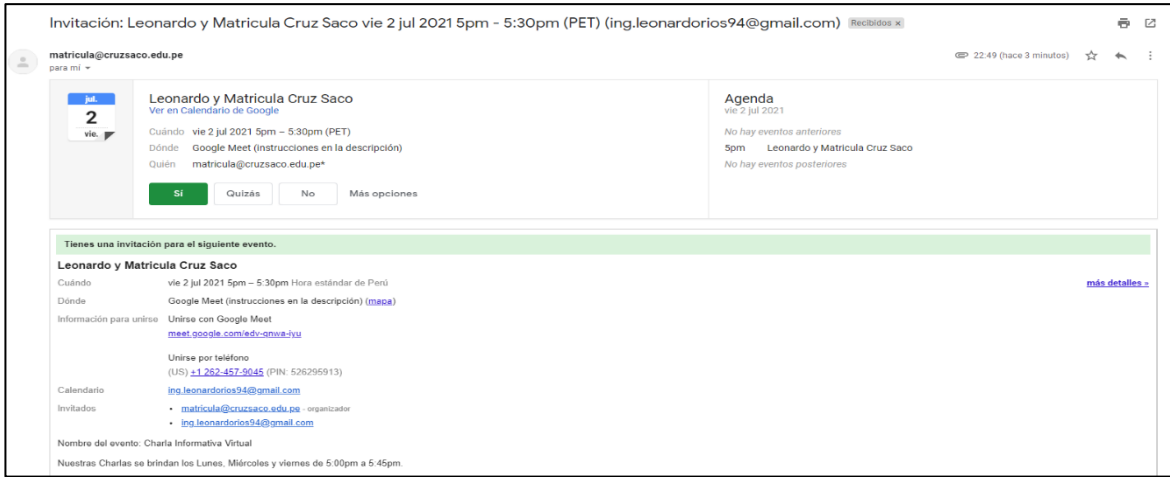 Invitación: Leonardo y Matricula Cruz Saco vie 2 jul 2021 5pm - 5:30pm (PET) (ing.leonardorios94@gmail.com) Recibidos x
matricula@cruzsaco.edu.pe
22:49 (hace 3 minutos)
para mí
jul.
2
vie.
Leonardo y Matricula Cruz Saco
Ver en Calendario de Google
Cuándo vie 2 jul 2021 5pm – 5:30pm (PET)
Dónde Google Meet (instrucciones en la descripción)
Quién matricula@cruzsaco.edu.pe*
Sí Quizás No Más opciones
Agenda
vie 2 jul 2021
No hay eventos anteriores
5pm Leonardo y Matricula Cruz Saco
No hay eventos posteriores
Tienes una invitación para el siguiente evento.
Leonardo y Matricula Cruz Saco
Cuándo vie 2 jul 2021 5pm – 5:30pm Hora estándar de Perú
más detalles »
Dónde Google Meet (instrucciones en la descripción) (mapa)
Información para unirse Unirse con Google Meet
meet.google.com/edv-qnwa-iyu
Unirse por teléfono
(US) +1 262-457-9045 (PIN: 526295913)
Calendario ing.leonardorios94@gmail.com
Invitados • matricula@cruzsaco.edu.pe - organizador
• ing.leonardorios94@gmail.com
Nombre del evento: Charla Informativa Virtual
Nuestras Charlas se brindan los Lunes, Miércoles y viernes de 5:00pm a 5:45pm.